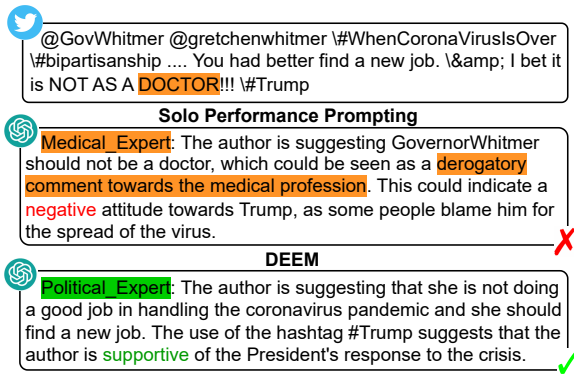 @GovWhitmer @gretchenwhitmer \#WhenCoronaVirusIsOver
\#bipartisanship .... You had better find a new job. \&amp; I bet it
is NOT AS A DOCTOR!!! \#Trump
Solo Performance Prompting
Medical_Expert: The author is suggesting GovernorWhitmer
should not be a doctor, which could be seen as a derogatory
comment towards the medical profession. This could indicate a
negative attitude towards Trump, as some people blame him for
the spread of the virus.
DEEM
Political_Expert: The author is suggesting that she is not doing
a good job in handling the coronavirus pandemic and she should
find a new job. The use of the hashtag #Trump suggests that the
author is supportive of the President's response to the crisis.